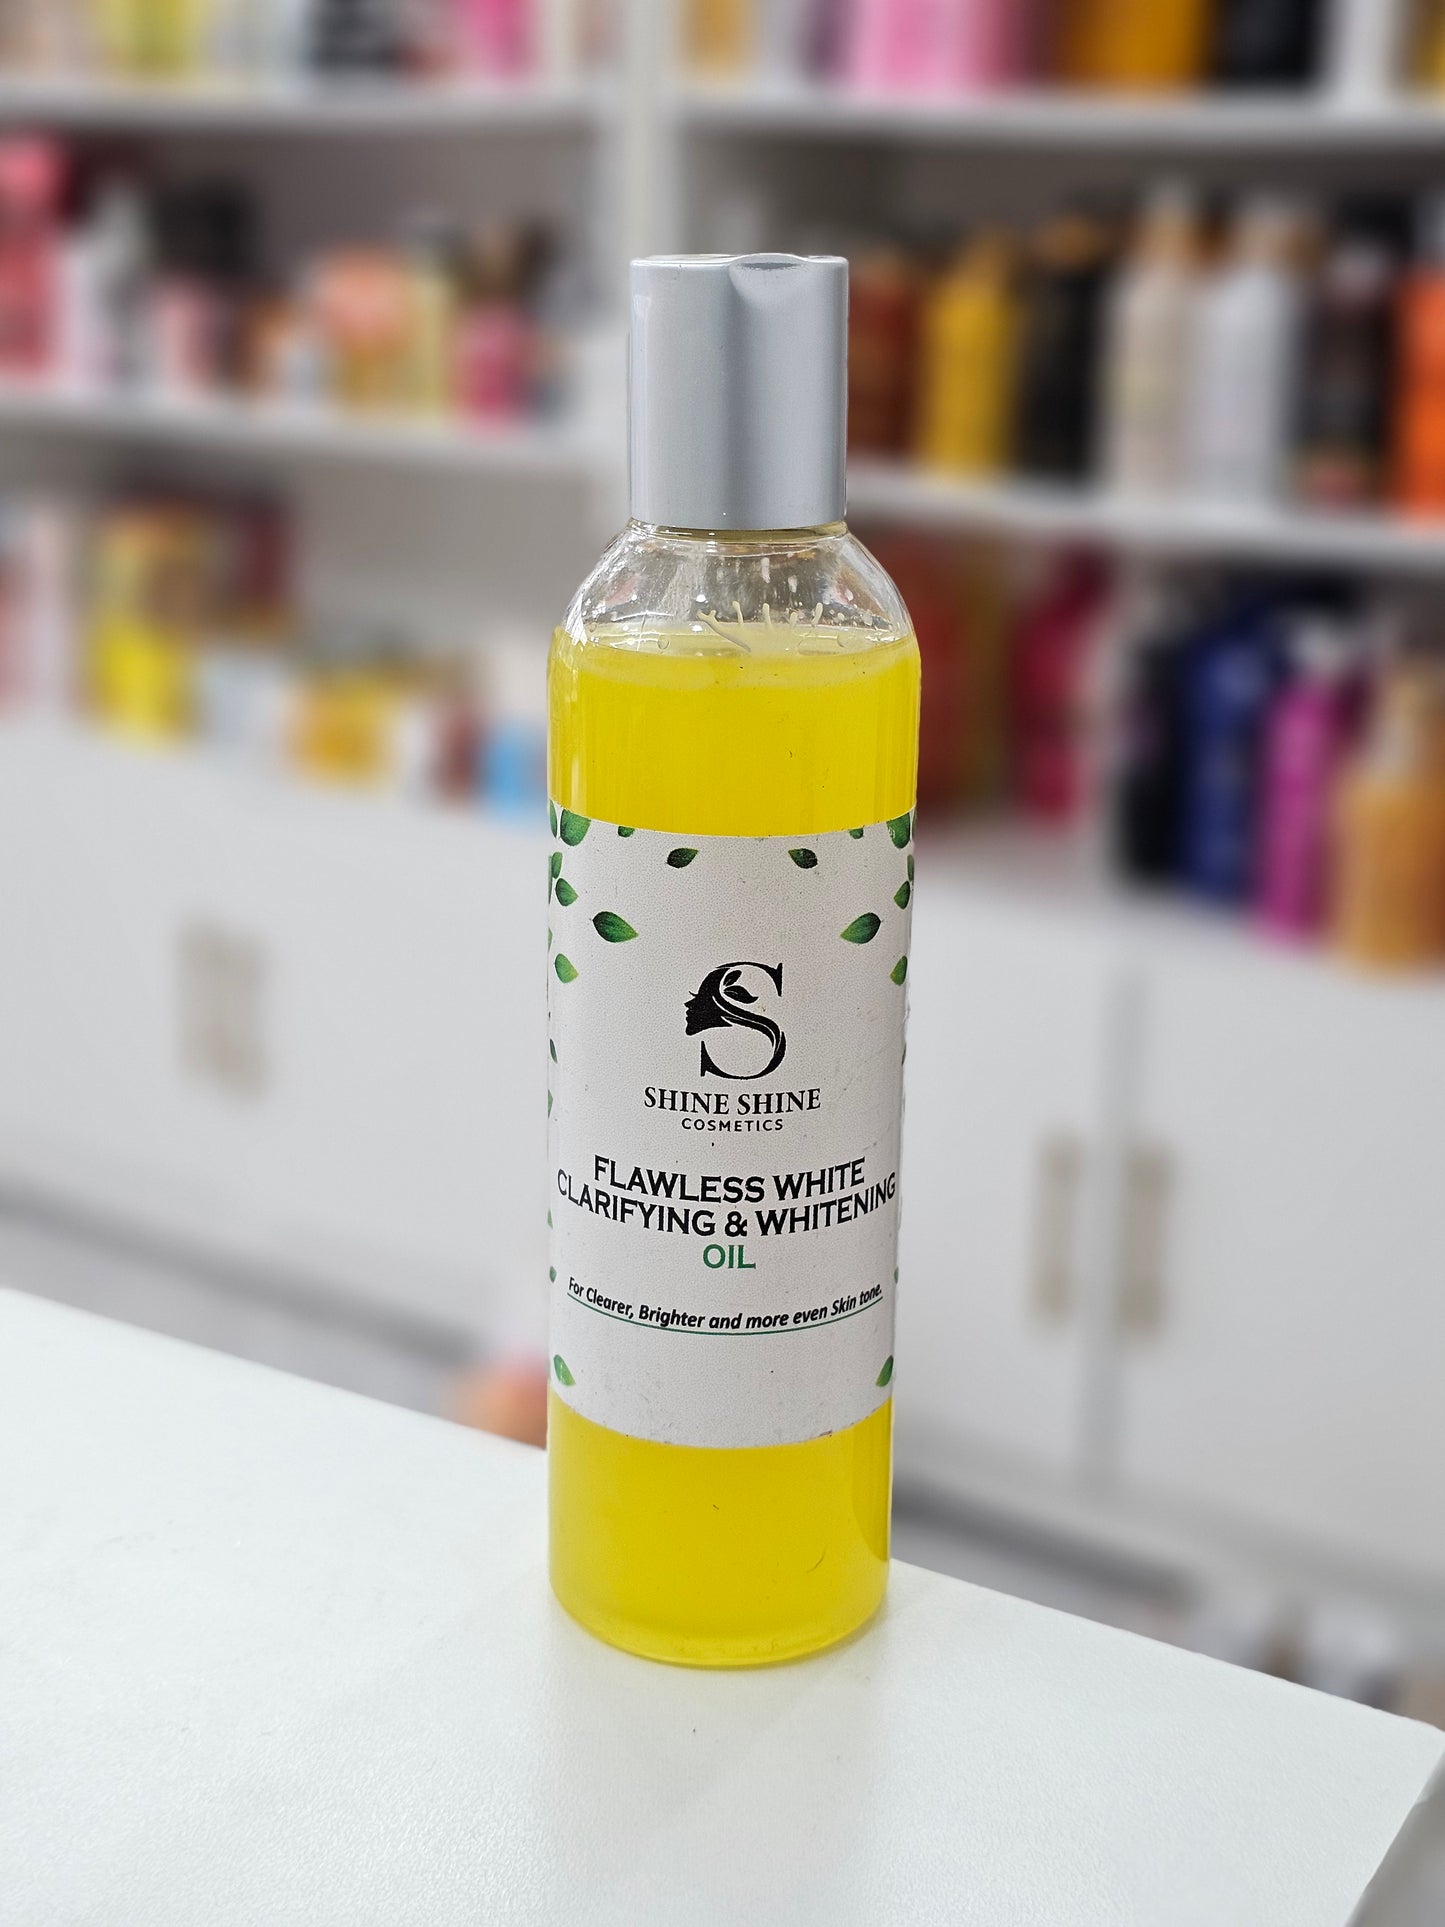 SHINE SHINE
COSMETICS
FLAWLESS WHITE
CLARIFYING & WHITENING
OIL
For Clearer, Brighter and more even Skin tone.